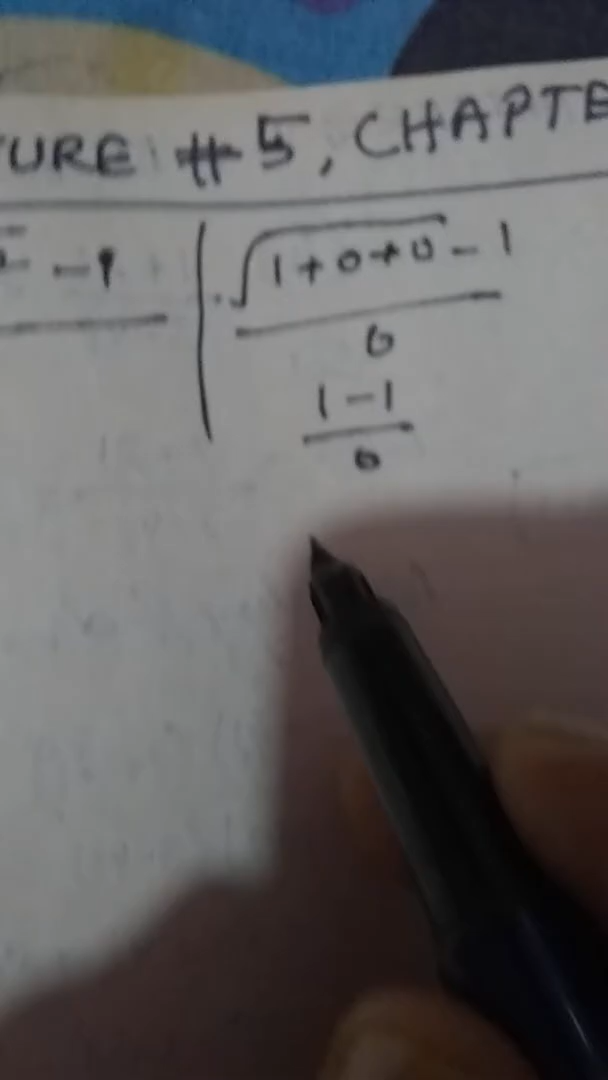 URE # 5, CHAPTE
- 1
√1+0+0 - 1
0
1-1
0